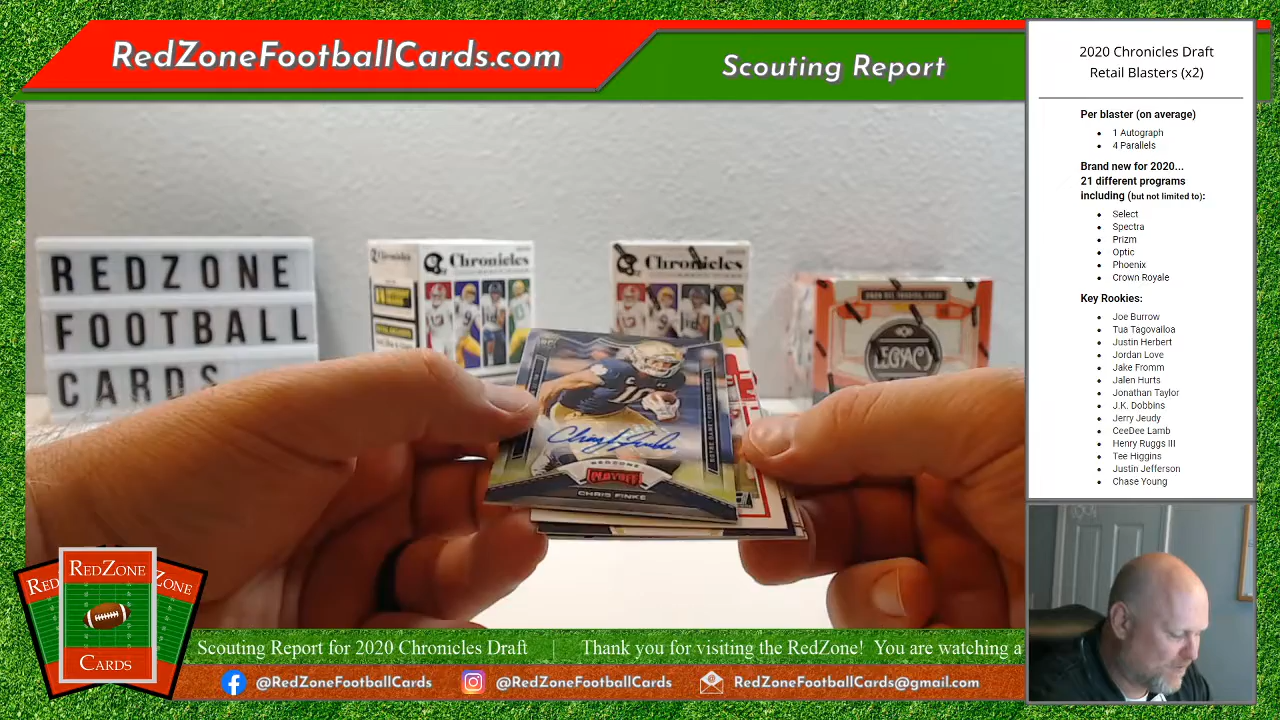 RedZoneFootballCards.com
Scouting Report
2020 Chronicles Draft
Retail Blasters (x2)
Per blaster (on average)
1 Autograph
4 Parallels
Brand new for 2020...
21 different programs
including (but not limited to):
Select
Spectra
Prizm
Optic
Phoenix
Crown Royale
Key Rookies:
Joe Burrow
Tua Tagovailoa
Justin Herbert
Jordan Love
Jake Fromm
Jalen Hurts
Jonathan Taylor
J.K. Dobbins
Jerry Jeudy
CeeDee Lamb
Henry Ruggs III
Tee Higgins
Justin Jefferson
Chase Young
REDZONE
FOOTBALL
CARDS
Chronicles
Chronicles
LEGACY
REDZONE
PLAYOFF
CHRIS FINKE
RED
REDZONE
ZONE
CARDS
Scouting Report for 2020 Chronicles Draft | Thank you for visiting the RedZone! You are watching a
@RedZoneFootballCards
@RedZoneFootballCards
RedZoneFootballCards@gmail.com